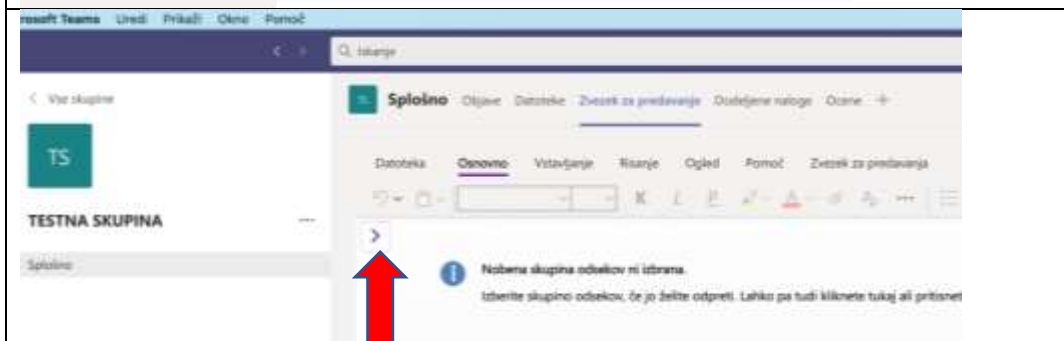 rosoft Teams Uredi Prikaži Okno Pomoč
Iskanje
Vse skupine
TS
TESTNA SKUPINA
Splošno
Splošno Objave Datoteke Zvezek za predavanje Dodeljene naloge Ocene +
Datoteka Osnovno Vstavljanje Risanje Ogled Pomoč Zvezek za predavanja
K L P
Nobena skupina odsekov ni izbrana.
Izberite skupino odsekov, če jo želite odpreti. Lahko pa tudi kliknete tukaj ali pritisnet